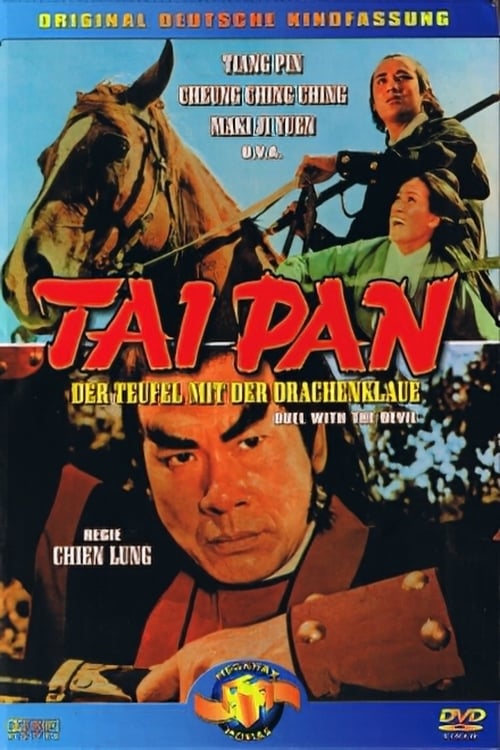 ORIGINAL DEUTSCHE KINOFASSUNG
TIANG PIN
CHEUNG CHING CHING
MAKI JI YUEN
U.V.A.
TAI PAN
DER TEUFEL MIT DER DRACHENKLAUE
DUEL WITH THE DEVIL
REGIE
CHIEN LUNG
DVD
VIDEO